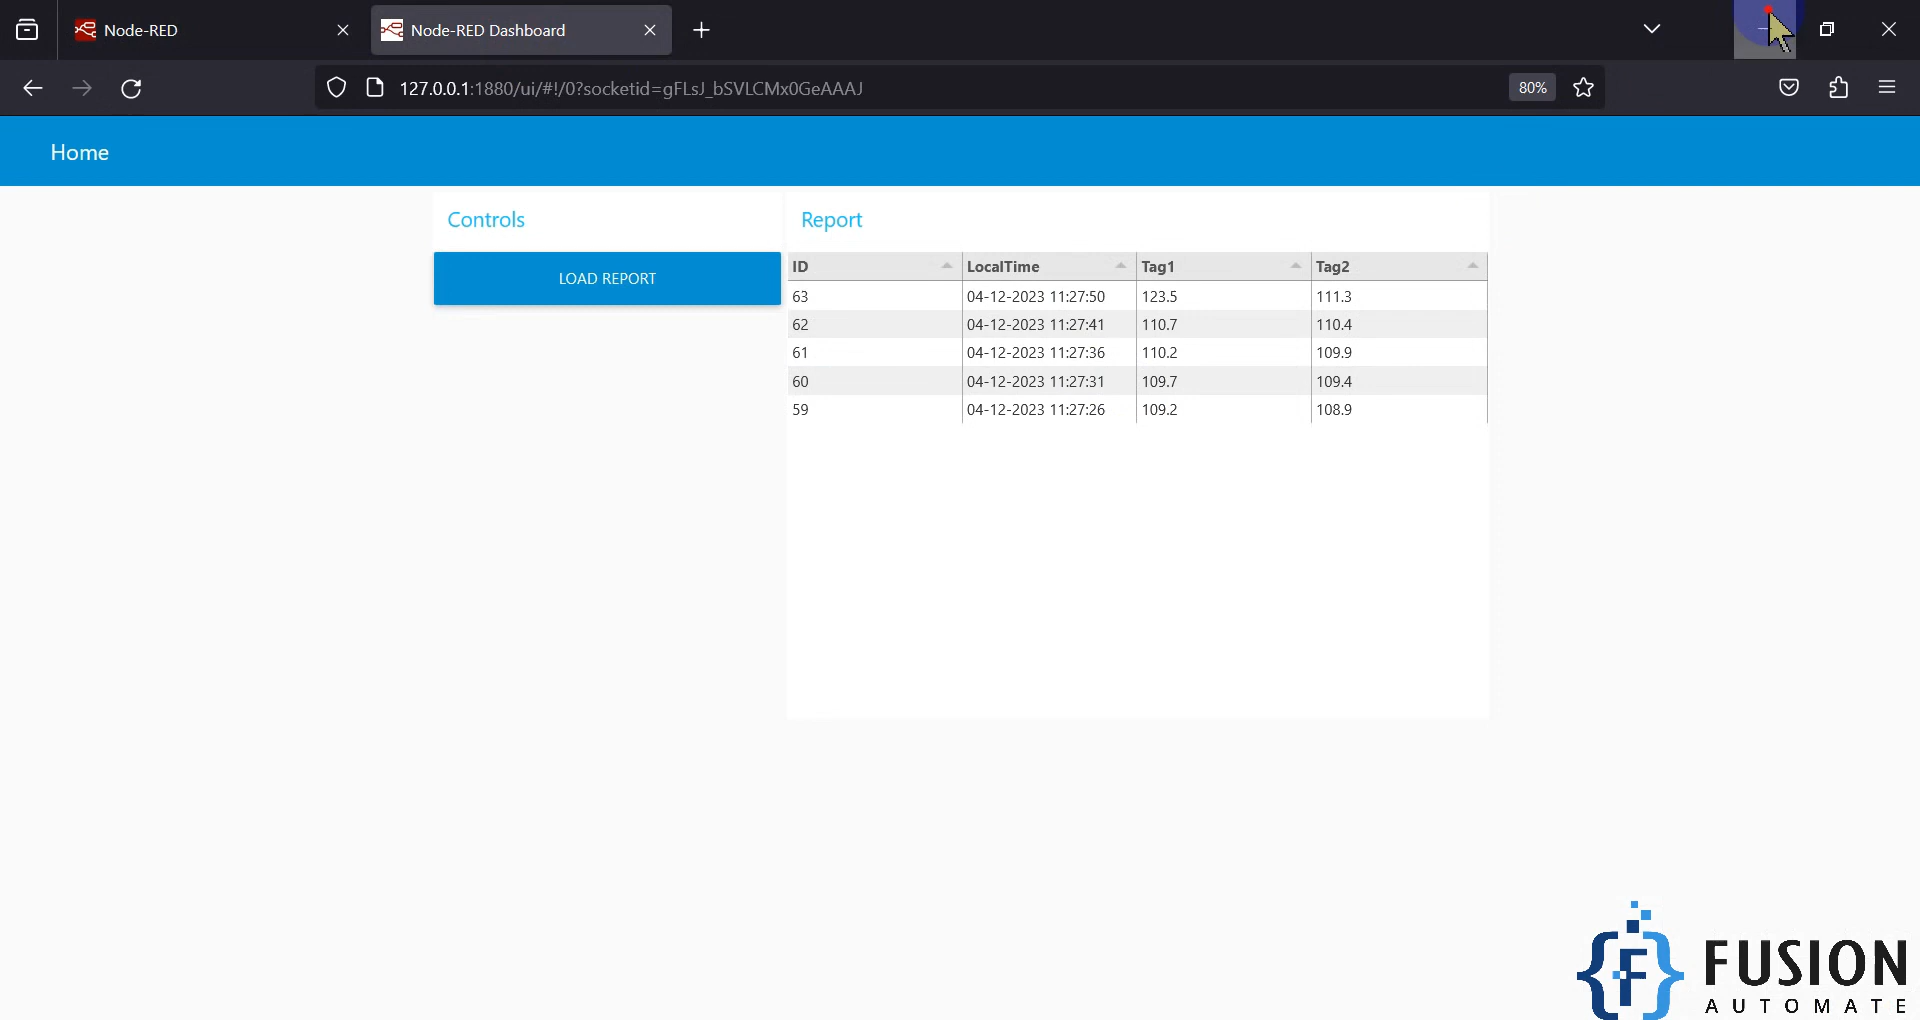 Node-RED
Node-RED Dashboard
127.0.0.1:1880/ui/#!/0?socketid=gFLsJ_bSVLCMx0GeAAAJ
80%
Home
Controls
LOAD REPORT
Report
ID LocalTime Tag1 Tag2
63 04-12-2023 11:27:50 123.5 111.3
62 04-12-2023 11:27:41 110.7 110.4
61 04-12-2023 11:27:36 110.2 109.9
60 04-12-2023 11:27:31 109.7 109.4
59 04-12-2023 11:27:26 109.2 108.9
FUSION
AUTOMATE